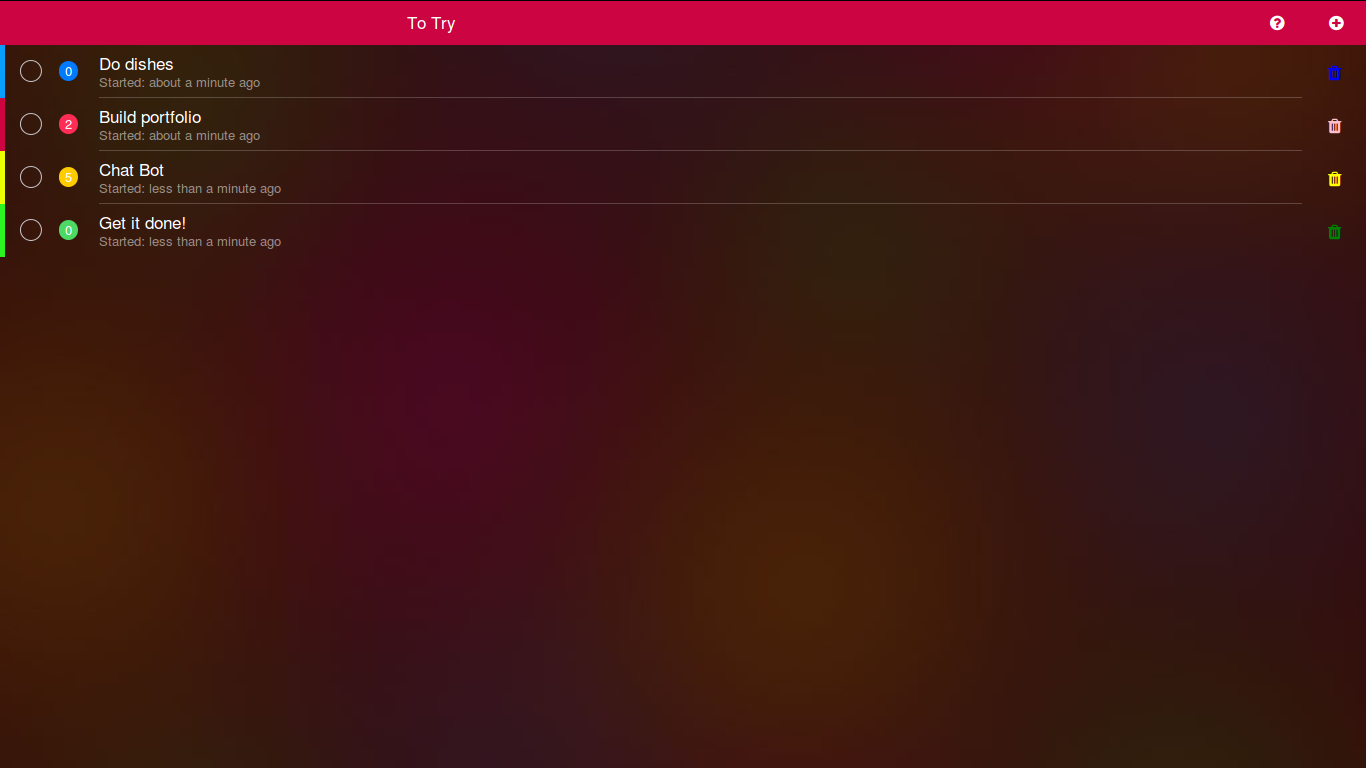 To Try
0
Do dishes
Started: about a minute ago
2
Build portfolio
Started: about a minute ago
5
Chat Bot
Started: less than a minute ago
0
Get it done!
Started: less than a minute ago